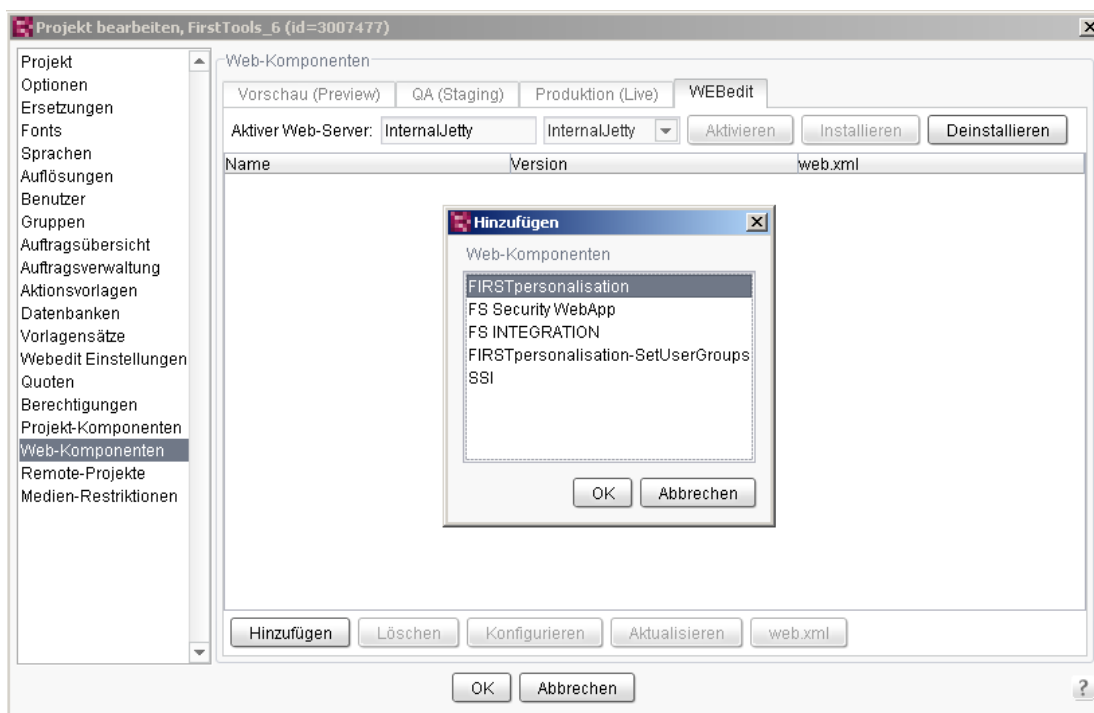 Projekt bearbeiten, FirstTools_6 (id=3007477)
Projekt
Optionen
Ersetzungen
Fonts
Sprachen
Auflösungen
Benutzer
Gruppen
Auftragsübersicht
Auftragsverwaltung
Aktionsvorlagen
Datenbanken
Vorlagensätze
Webedit Einstellungen
Quoten
Berechtigungen
Projekt-Komponenten
Web-Komponenten
Remote-Projekte
Medien-Restriktionen
Web-Komponenten
Vorschau (Preview) QA (Staging) Produktion (Live) WEBedit
Aktiver Web-Server: InternalJetty InternalJetty Aktivieren Installieren Deinstallieren
Name Version web.xml
Hinzufügen
Web-Komponenten
FIRSTpersonalisation
FS Security WebApp
FS INTEGRATION
FIRSTpersonalisation-SetUserGroups
SSI
OK Abbrechen
Hinzufügen Löschen Konfigurieren Aktualisieren web.xml
OK Abbrechen ?